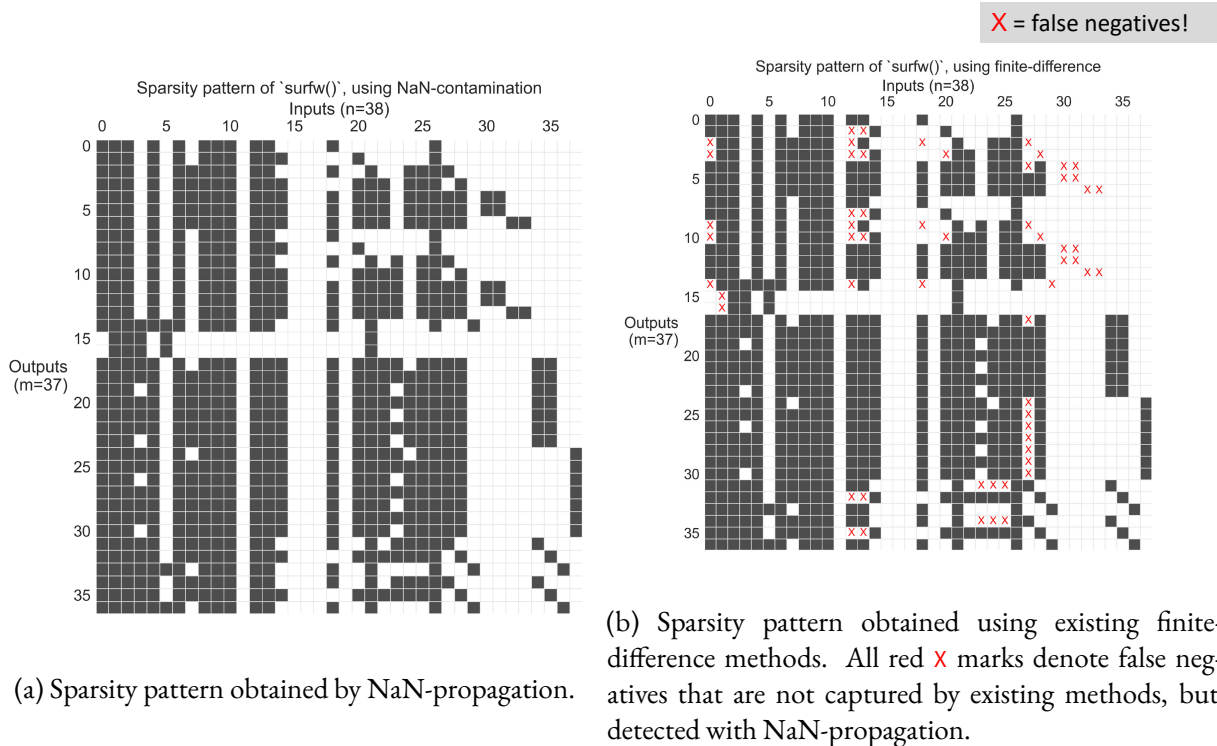 X = false negatives!
Sparsity pattern of `surfw()`, using NaN-contamination
Inputs (n=38)
0 5 10 15 20 25 30 35
0
5
10
15
Outputs
(m=37)
20
25
30
35
(a) Sparsity pattern obtained by NaN-propagation.
Sparsity pattern of `surfw()`, using finite-difference
Inputs (n=38)
0 5 10 15 20 25 30 35
0
5
10
15
Outputs
(m=37)
20
25
30
35
(b) Sparsity pattern obtained using existing finite-
difference methods. All red X marks denote false neg-
atives that are not captured by existing methods, but
detected with NaN-propagation.